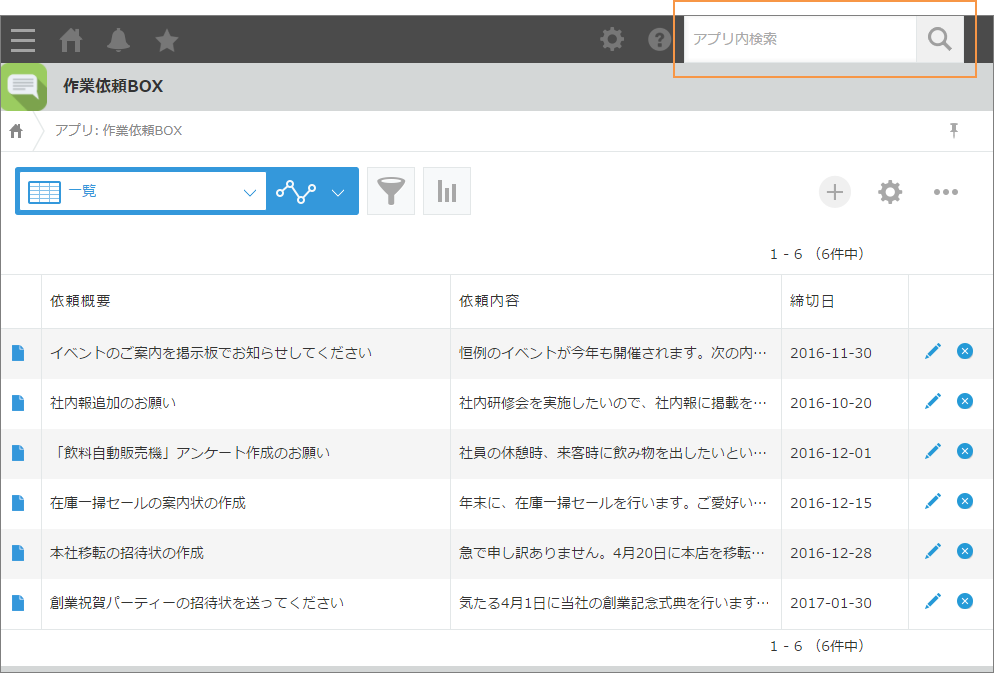 アプリ内検索
作業依頼BOX
アプリ: 作業依頼BOX
一覧
1 - 6 （6件中）
依頼概要 依頼内容 締切日
イベントのご案内を掲示板でお知らせしてください 恒例のイベントが今年も開催されます。次の内… 2016-11-30
社内報追加のお願い 社内研修会を実施したいので、社内報に掲載を… 2016-10-20
「飲料自動販売機」アンケート作成のお願い 社員の休憩時、来客時に飲み物を出したいとい… 2016-12-01
在庫一掃セールの案内状の作成 年末に、在庫一掃セールを行います。ご愛好い… 2016-12-15
本社移転の招待状の作成 急で申し訳ありません。4月20日に本店を移転… 2016-12-28
創業祝賀パーティーの招待状を送ってください 気たる4月1日に当社の創業記念式典を行います… 2017-01-30
1 - 6 （6件中）